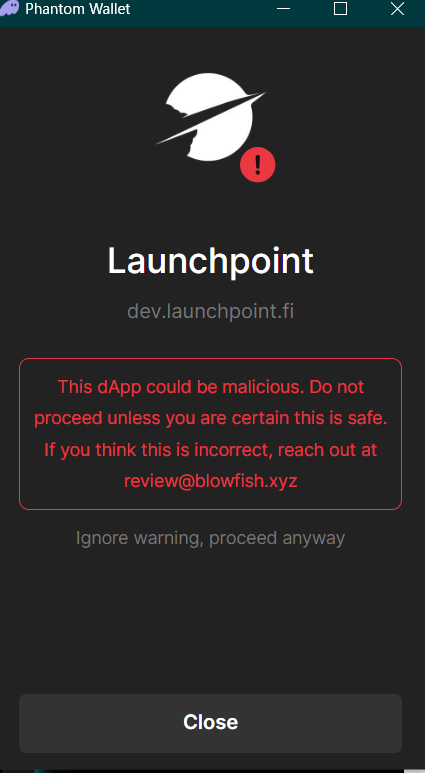 Phantom Wallet
Launchpoint
dev.launchpoint.fi
This dApp could be malicious. Do not
proceed unless you are certain this is safe.
If you think this is incorrect, reach out at
review@blowfish.xyz
Ignore warning, proceed anyway
Close